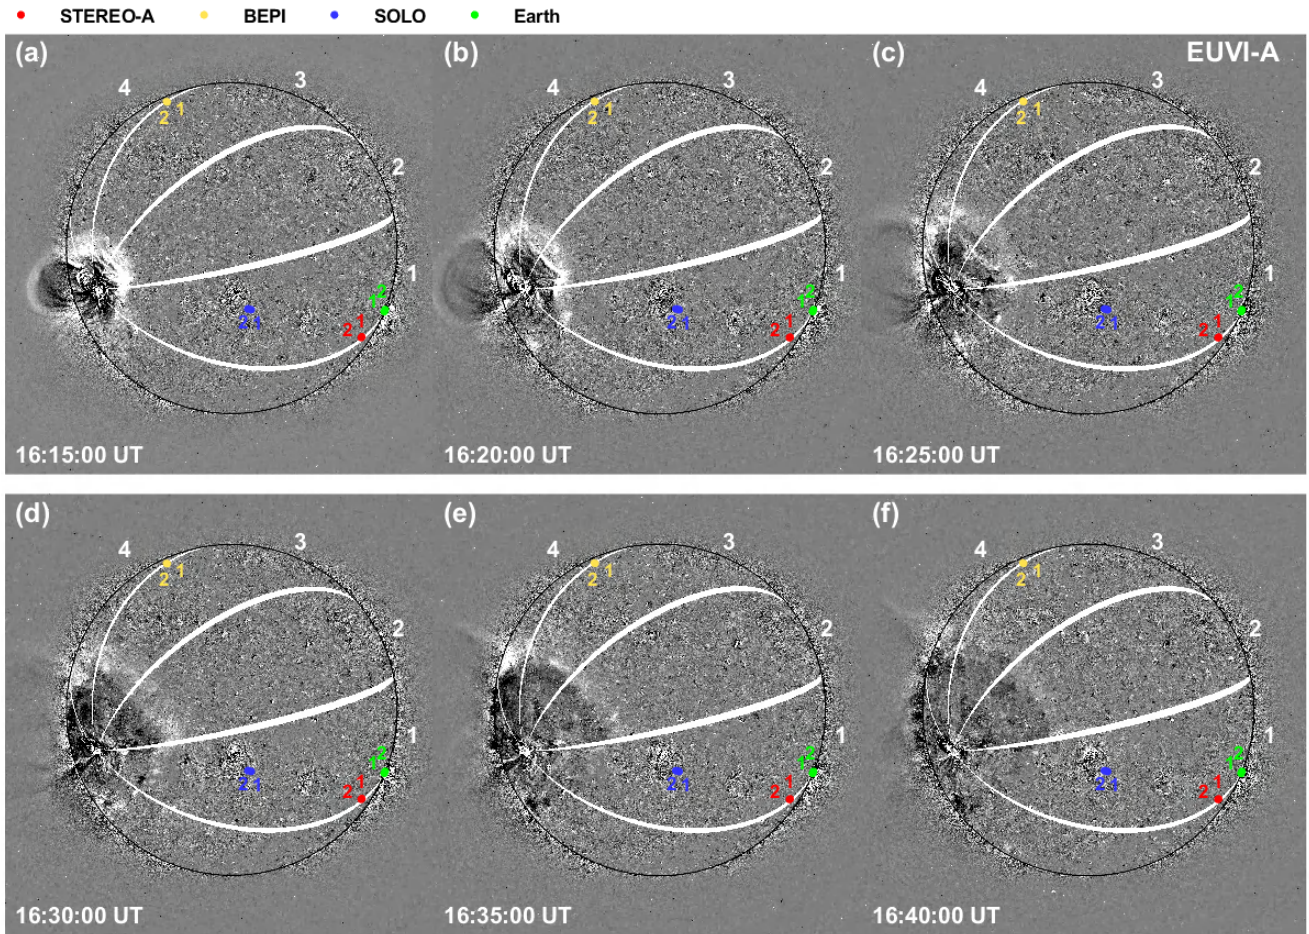 STEREO-A BEPI SOLO Earth
(a) (b) (c) EUVI-A
4 3 4 3 4 3
2 1 2 1 2 1
2 2 2
1 1 1
1 2 1 2 1 2
2 1 2 1 2 1
2 1 2 1 2 1
16:15:00 UT 16:20:00 UT 16:25:00 UT
(d) (e) (f)
4 3 4 3 4 3
2 1 2 1 2 1
2 2 2
1 1 1
1 2 1 2 1 2
2 1 2 1 2 1
2 1 2 1 2 1
16:30:00 UT 16:35:00 UT 16:40:00 UT